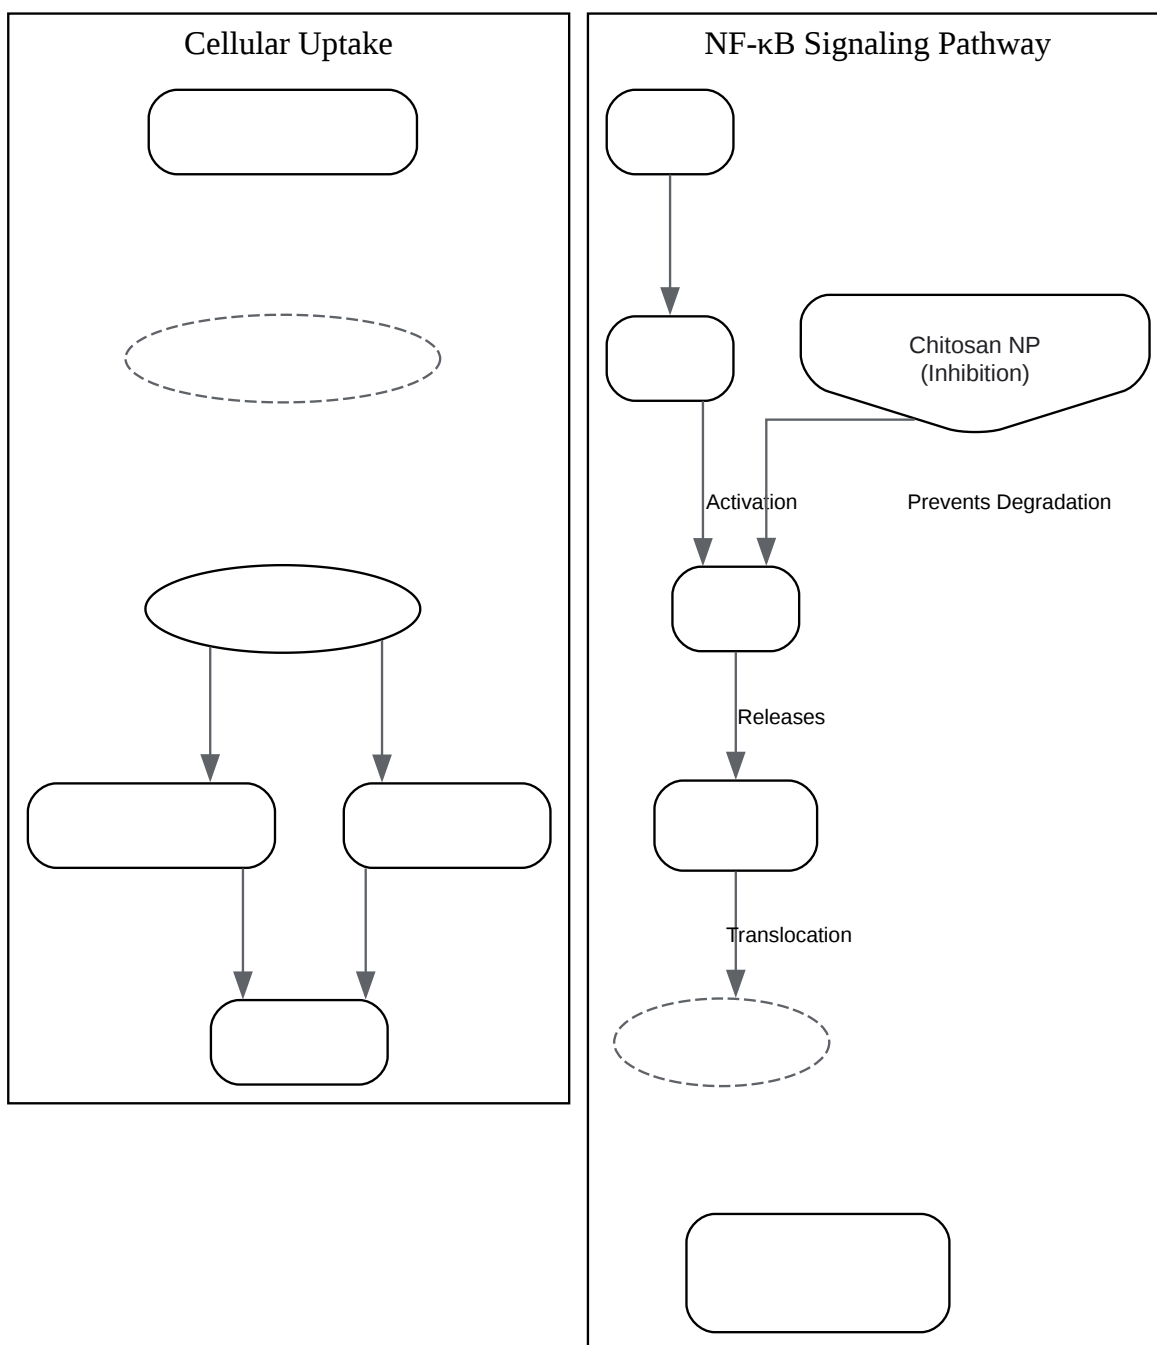 Cellular Uptake
NF-κB Signaling Pathway
Chitosan NP
(Inhibition)
Activation
Prevents Degradation
Releases
Translocation